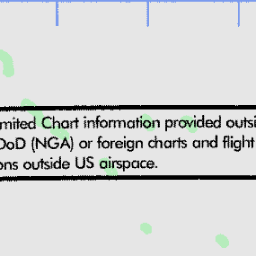 mited Chart information provided outsi
DoD (NGA) or foreign charts and flight
ons outside US airspace.